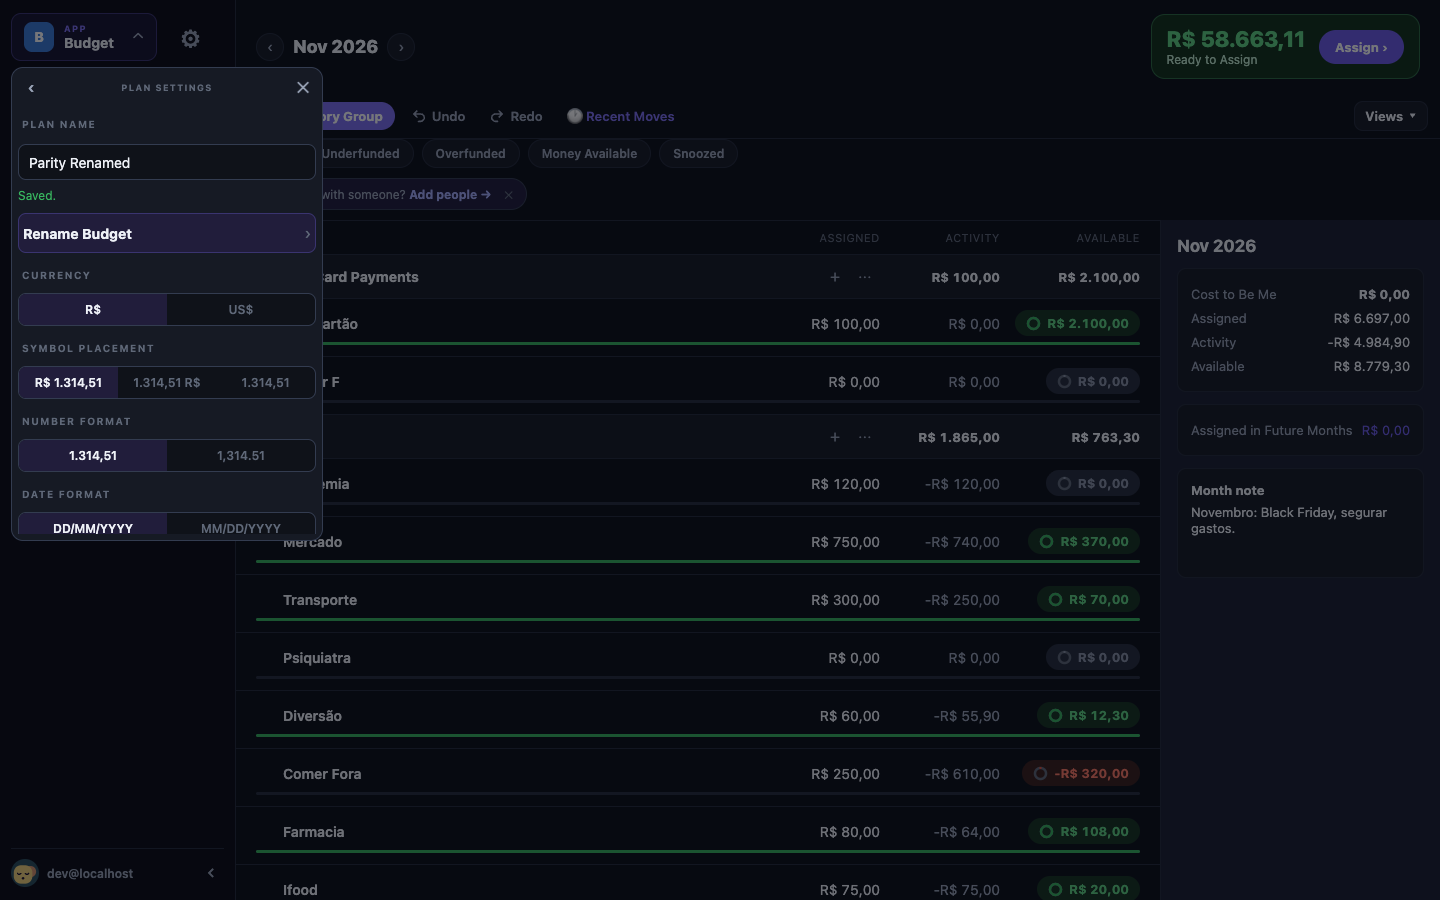 B
APP
Budget
‹ Nov 2026 ›
R$ 58.663,11
Ready to Assign
Assign ›
‹ PLAN SETTINGS ✕
PLAN NAME
Parity Renamed
Saved.
Rename Budget ›
CURRENCY
R$ US$
SYMBOL PLACEMENT
R$ 1.314,51 1.314,51 R$ 1.314,51
NUMBER FORMAT
1.314,51 1,314.51
DATE FORMAT
DD/MM/YYYY MM/DD/YYYY
ory Group Undo Redo Recent Moves Views ▾
Underfunded Overfunded Money Available Snoozed
with someone? Add people → ×
ASSIGNED ACTIVITY AVAILABLE
ard Payments + ··· R$ 100,00 R$ 2.100,00
artão R$ 100,00 R$ 0,00 R$ 2.100,00
r F R$ 0,00 R$ 0,00 R$ 0,00
+ ··· R$ 1.865,00 R$ 763,30
emia R$ 120,00 -R$ 120,00 R$ 0,00
Mercado R$ 750,00 -R$ 740,00 R$ 370,00
Transporte R$ 300,00 -R$ 250,00 R$ 70,00
Psiquiatra R$ 0,00 R$ 0,00 R$ 0,00
Diversão R$ 60,00 -R$ 55,90 R$ 12,30
Comer Fora R$ 250,00 -R$ 610,00 -R$ 320,00
Farmacia R$ 80,00 -R$ 64,00 R$ 108,00
Ifood R$ 75,00 -R$ 75,00 R$ 20,00
Nov 2026
Cost to Be Me R$ 0,00
Assigned R$ 6.697,00
Activity -R$ 4.984,90
Available R$ 8.779,30
Assigned in Future Months R$ 0,00
Month note
Novembro: Black Friday, segurar
gastos.
dev@localhost ‹